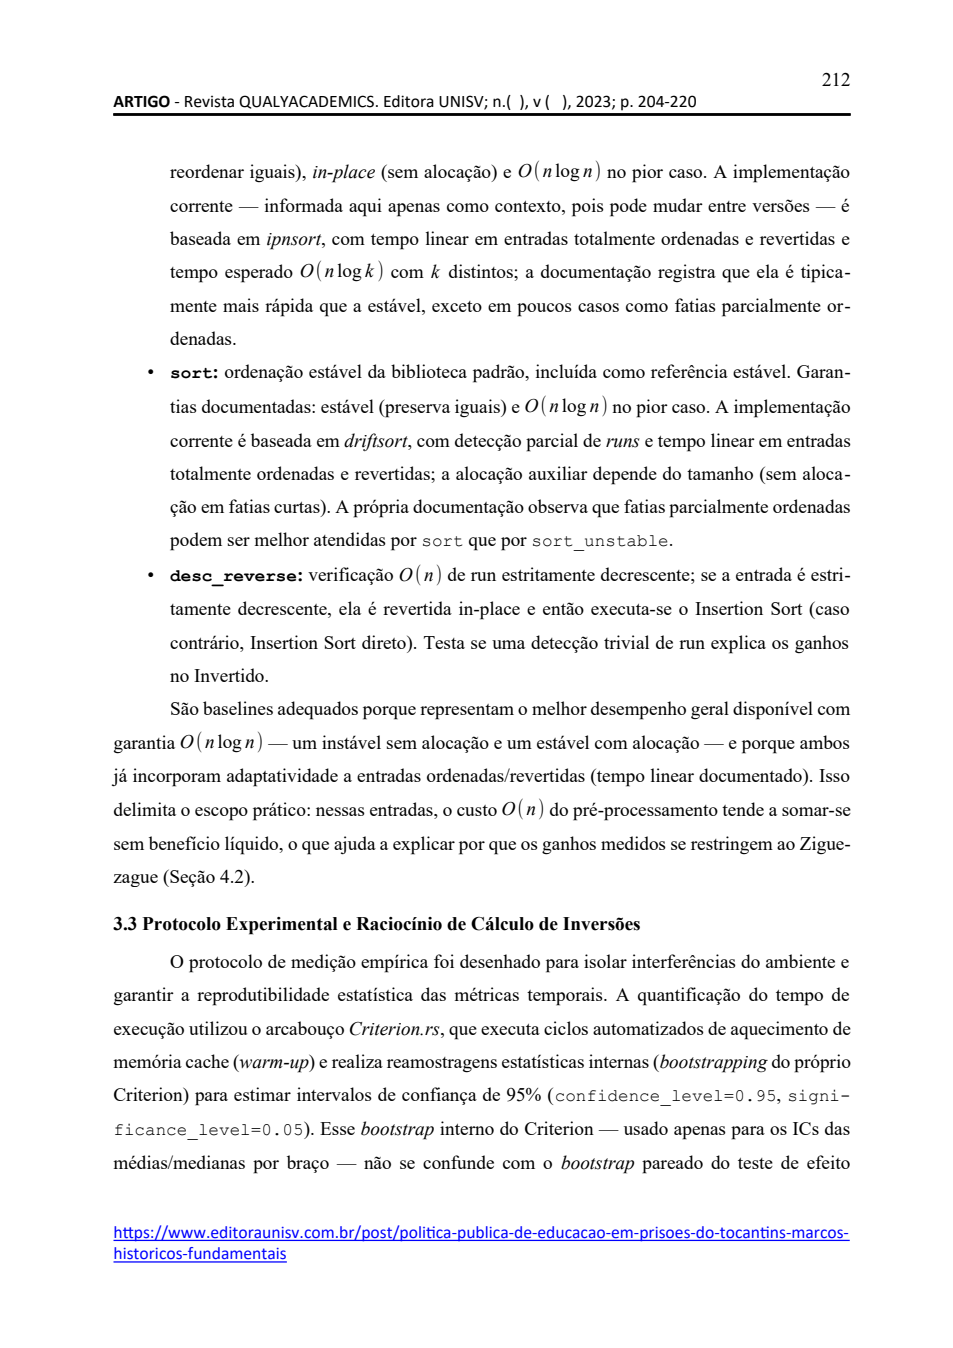 212
ARTIGO - Revista QUALYACADEMICS. Editora UNISV; n.(  ), v (   ), 2023; p. 204-220
reordenar iguais), in-place (sem alocação) e O(n log n) no pior caso. A implementação
corrente — informada aqui apenas como contexto, pois pode mudar entre versões — é
baseada em ipnsort, com tempo linear em entradas totalmente ordenadas e revertidas e
tempo esperado O(n log k) com k distintos; a documentação registra que ela é tipica-
mente mais rápida que a estável, exceto em poucos casos como fatias parcialmente or-
denadas.
• sort: ordenação estável da biblioteca padrão, incluída como referência estável. Garan-
tias documentadas: estável (preserva iguais) e O(n log n) no pior caso. A implementação
corrente é baseada em driftsort, com detecção parcial de runs e tempo linear em entradas
totalmente ordenadas e revertidas; a alocação auxiliar depende do tamanho (sem aloca-
ção em fatias curtas). A própria documentação observa que fatias parcialmente ordenadas
podem ser melhor atendidas por sort que por sort_unstable.
• desc_reverse: verificação O(n) de run estritamente decrescente; se a entrada é estri-
tamente decrescente, ela é revertida in-place e então executa-se o Insertion Sort (caso
contrário, Insertion Sort direto). Testa se uma detecção trivial de run explica os ganhos
no Invertido.
São baselines adequados porque representam o melhor desempenho geral disponível com
garantia O(n log n) — um instável sem alocação e um estável com alocação — e porque ambos
já incorporam adaptatividade a entradas ordenadas/revertidas (tempo linear documentado). Isso
delimita o escopo prático: nessas entradas, o custo O(n) do pré-processamento tende a somar-se
sem benefício líquido, o que ajuda a explicar por que os ganhos medidos se restringem ao Zigue-
zague (Seção 4.2).
3.3 Protocolo Experimental e Raciocínio de Cálculo de Inversões
O protocolo de medição empírica foi desenhado para isolar interferências do ambiente e
garantir a reprodutibilidade estatística das métricas temporais. A quantificação do tempo de
execução utilizou o arcabouço Criterion.rs, que executa ciclos automatizados de aquecimento de
memória cache (warm-up) e realiza reamostragens estatísticas internas (bootstrapping do próprio
Criterion) para estimar intervalos de confiança de 95% (confidence_level=0.95, signi-
ficance_level=0.05). Esse bootstrap interno do Criterion — usado apenas para os ICs das
médias/medianas por braço — não se confunde com o bootstrap pareado do teste de efeito
https://www.editoraunisv.com.br/post/politica-publica-de-educacao-em-prisoes-do-tocantins-marcos-
historicos-fundamentais